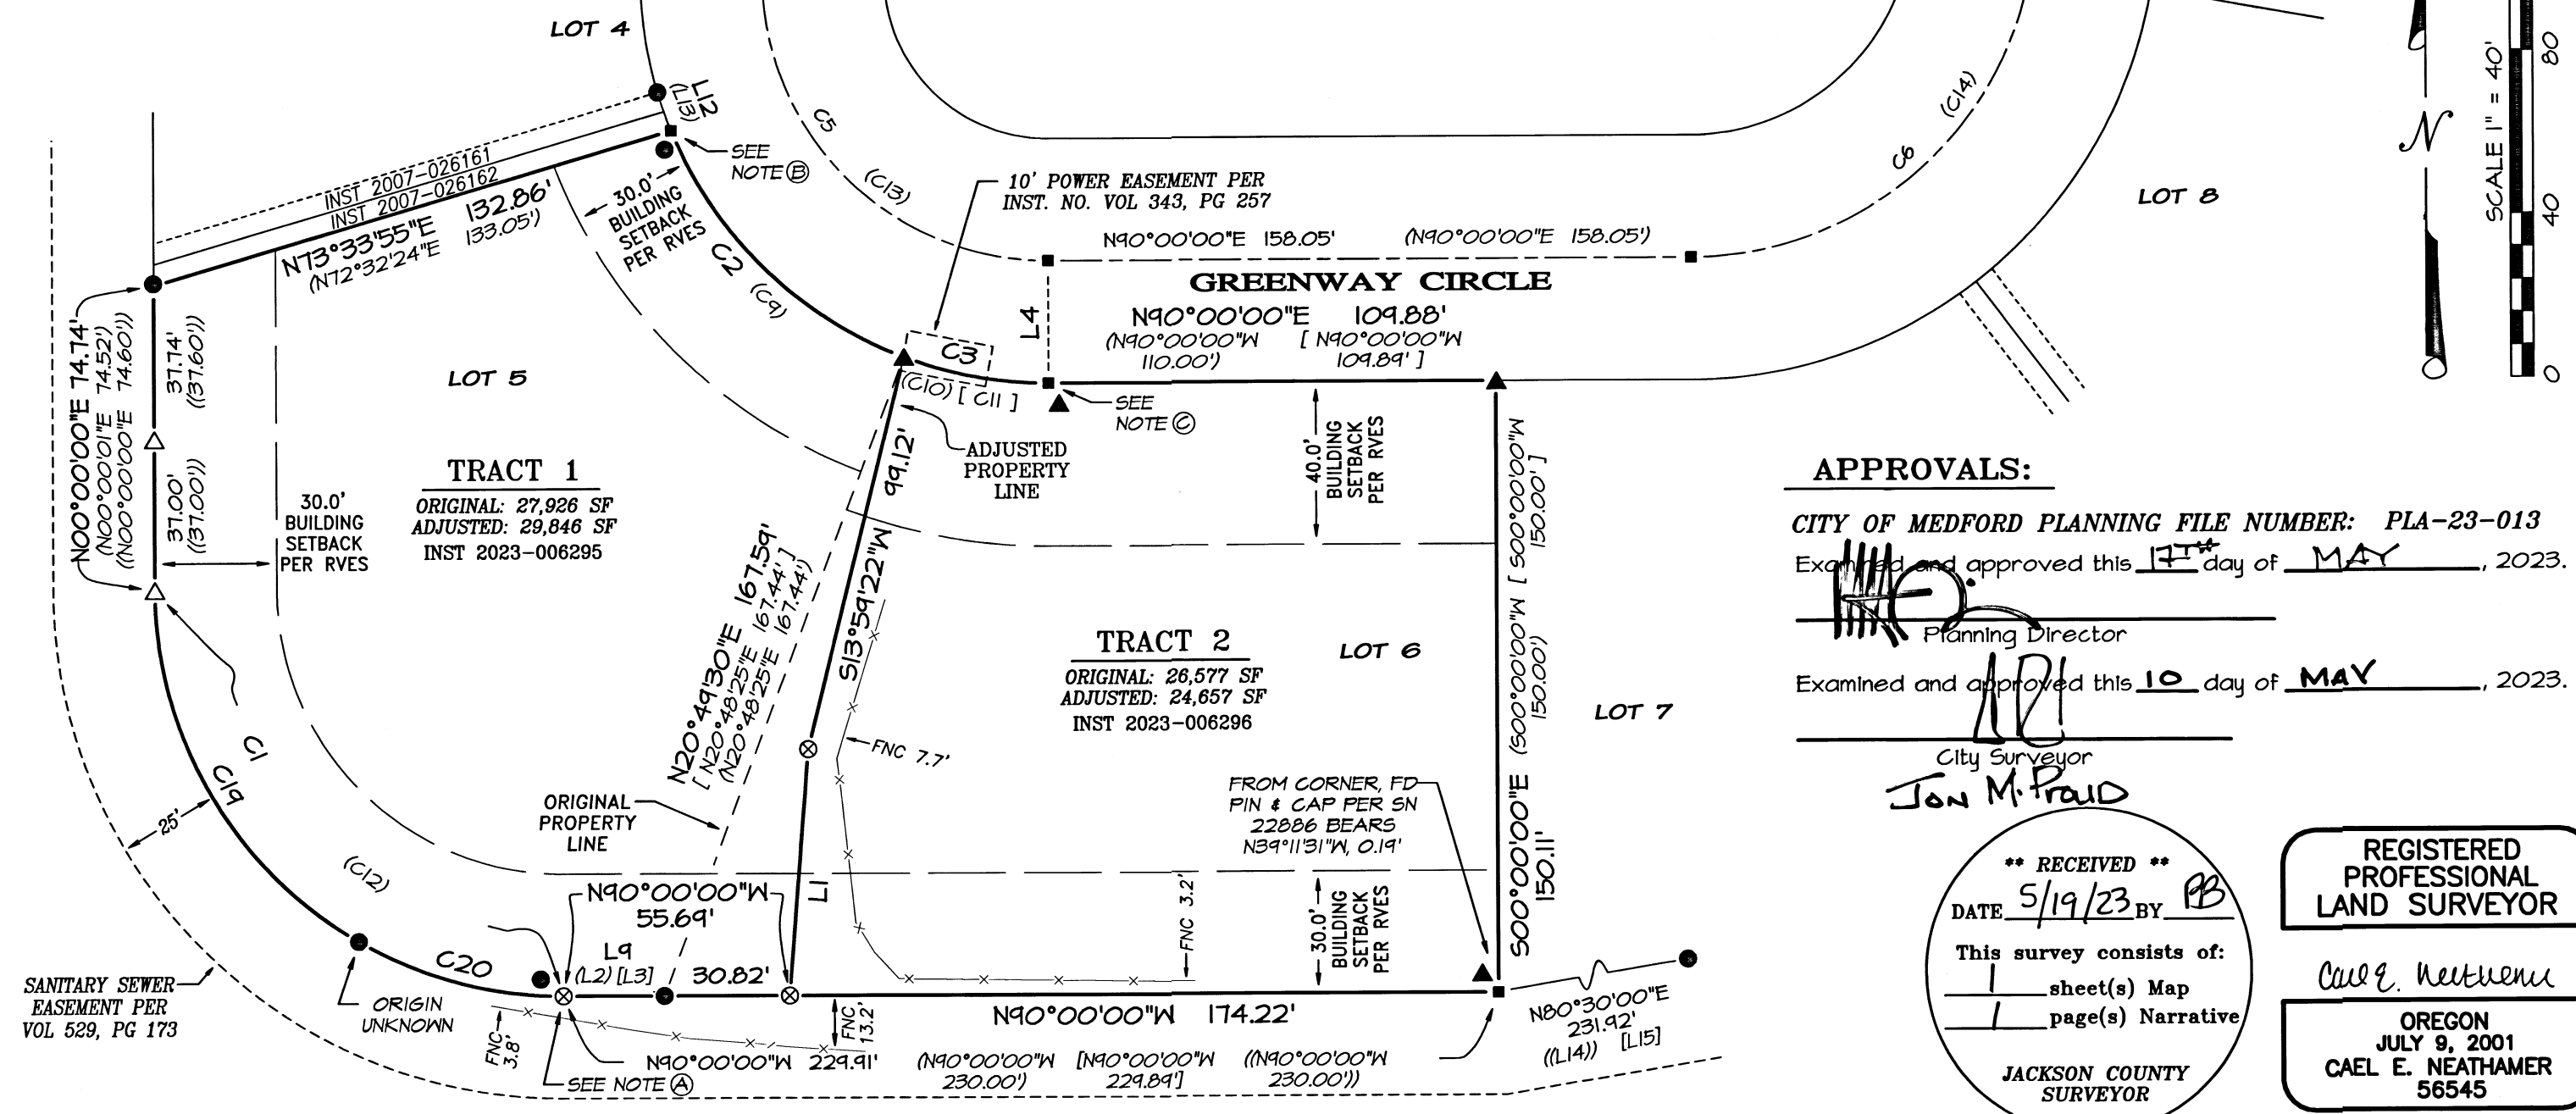 LOT 4
L12
(L13)
SEE
NOTE Ⓑ
INST 2007-026161
INST 2007-026162
N73°33'55"E 132.86'
(N72°32'24"E 133.05')
30.0'
BUILDING
SETBACK
PER RVES
C2
(C9)
C5
(C13)
10' POWER EASEMENT PER
INST. NO. VOL 343, PG 257
N90°00'00"E 158.05' (N90°00'00"E 158.05')
GREENWAY CIRCLE
N90°00'00"E 109.88'
(N90°00'00"W [ N90°00'00"W
110.00') 109.89' ]
L4
C3
(C10) [ C11 ]
SEE
NOTE Ⓒ
C6
(C14)
LOT 8
N
SCALE 1" = 40'
0
40
80
N00°00'00"E 74.74'
(N00°00'01"E 74.52')
((N00°00'00"E 74.60'))
37.74'
((37.60'))
37.00'
((37.00'))
30.0'
BUILDING
SETBACK
PER RVES
LOT 5
TRACT 1
ORIGINAL: 27,926 SF
ADJUSTED: 29,846 SF
INST 2023-006295
ADJUSTED
PROPERTY
LINE
S13°59'22"W 99.12'
N20°49'30"E 167.59'
[ N20°48'25"E 167.44' ]
(N20°48'25"E 167.44')
40.0'
BUILDING
SETBACK
PER RVES
TRACT 2
ORIGINAL: 26,577 SF
ADJUSTED: 24,657 SF
INST 2023-006296
LOT 6
LOT 7
S00°00'00"E (S00°00'00"W [ S00°00'00"W
150.11' 150.00') 150.00' ]
FNC 7.7'
FROM CORNER, FD
PIN & CAP PER SN
22886 BEARS
N39°11'31"W, 0.19'
ORIGINAL
PROPERTY
LINE
C1
C19
25'
(C12)
C20
ORIGIN
UNKNOWN
SANITARY SEWER
EASEMENT PER
VOL 529, PG 173
N90°00'00"W
55.69'
L9
(L2) [L3]
30.82'
L1
FNC 3.2'
30.0'
BUILDING
SETBACK
PER RVES
FNC
3.8'
FNC
13.2'
N90°00'00"W 174.22'
N90°00'00"W 229.91' (N90°00'00"W [N90°00'00"W ((N90°00'00"W
230.00') 229.89'] 230.00'))
SEE NOTE Ⓐ
N80°30'00"E
231.92'
((L14)) [L15]
APPROVALS:
CITY OF MEDFORD PLANNING FILE NUMBER: PLA-23-013
Examined and approved this 17TH day of MAY, 2023.
Planning Director
Examined and approved this 10 day of MAY, 2023.
City Surveyor
Jon M. Proud
** RECEIVED **
DATE 5/19/23 BY
This survey consists of:
1 sheet(s) Map
1 page(s) Narrative
JACKSON COUNTY
SURVEYOR
REGISTERED
PROFESSIONAL
LAND SURVEYOR
OREGON
JULY 9, 2001
CAEL E. NEATHAMER
56545